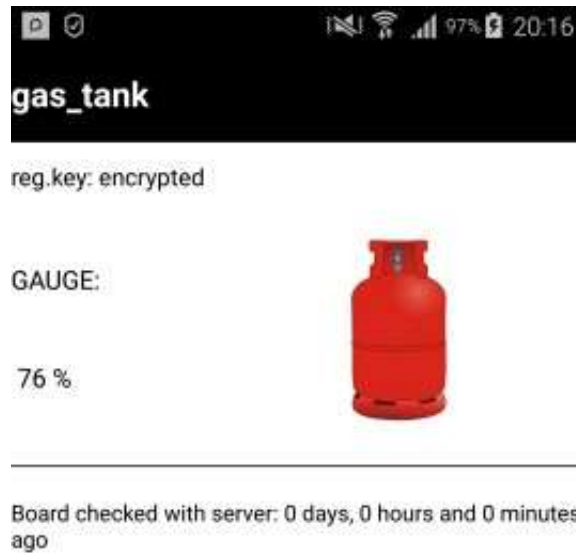 97% 20:16
gas_tank
reg.key: encrypted
GAUGE:
76 %
Board checked with server: 0 days, 0 hours and 0 minutes
ago